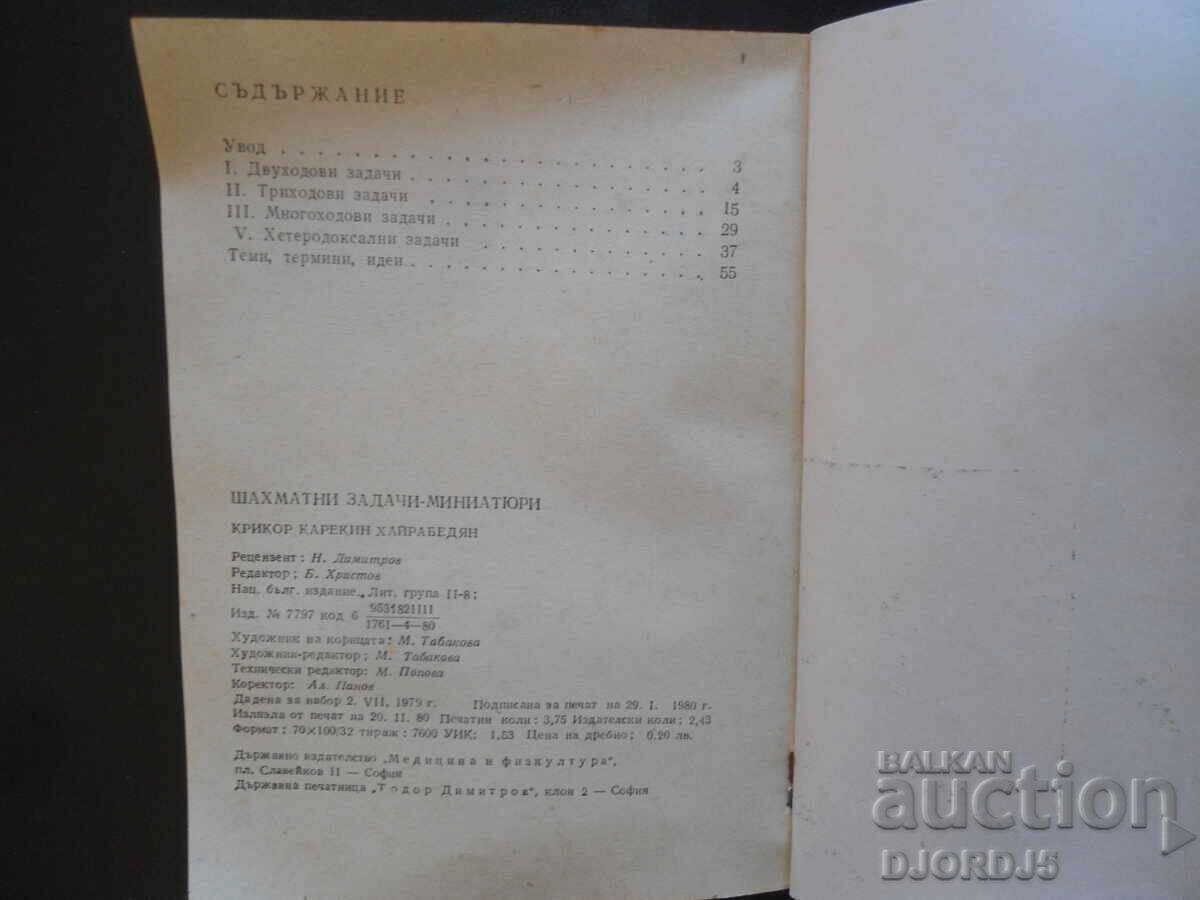 СЪДЪРЖАНИЕ
Увод . . . . . . . . . . . . . . . . . . . 3
I. Двуходови задачи . . . . . . . . . . . . . . 4
II. Триходови задачи . . . . . . . . . . . . . 15
III. Многоходови задачи . . . . . . . . . . . . 29
V. Хетеродоксални задачи . . . . . . . . . . . 37
Теми, термини, идеи . . . . . . . . . . . . . . 55
ШАХМАТНИ ЗАДАЧИ-МИНИАТЮРИ
КРИКОР КАРЕКИН ХАЙРАБЕДЯН
Рецензент: Н. Димитров
Редактор: Б. Христов
Нац. бълг. издание. Лит. група II-8;
Изд. № 7797 код 6 9531821111/1761—4—80
Художник на корицата: М. Табакова
Художник-редактор: М. Табакова
Технически редактор: М. Попова
Коректор: Ал. Панов
Дадена за набор 2. VII. 1979 г. Подписана за печат на 29. I. 1980 г.
Излязла от печат на 20. II. 80 Печатни коли: 3,75 Издателски коли: 2,43
Формат: 70×100/32 тираж: 7600 УИК: 1,53 Цена на дребно: 0,20 лв.
Държавно издателство „Медицина и физкултура“,
пл. Славейков II — София
Държавна печатница „Тодор Димитров“, клон 2 — София
BALKAN
auction
DJORDJ5